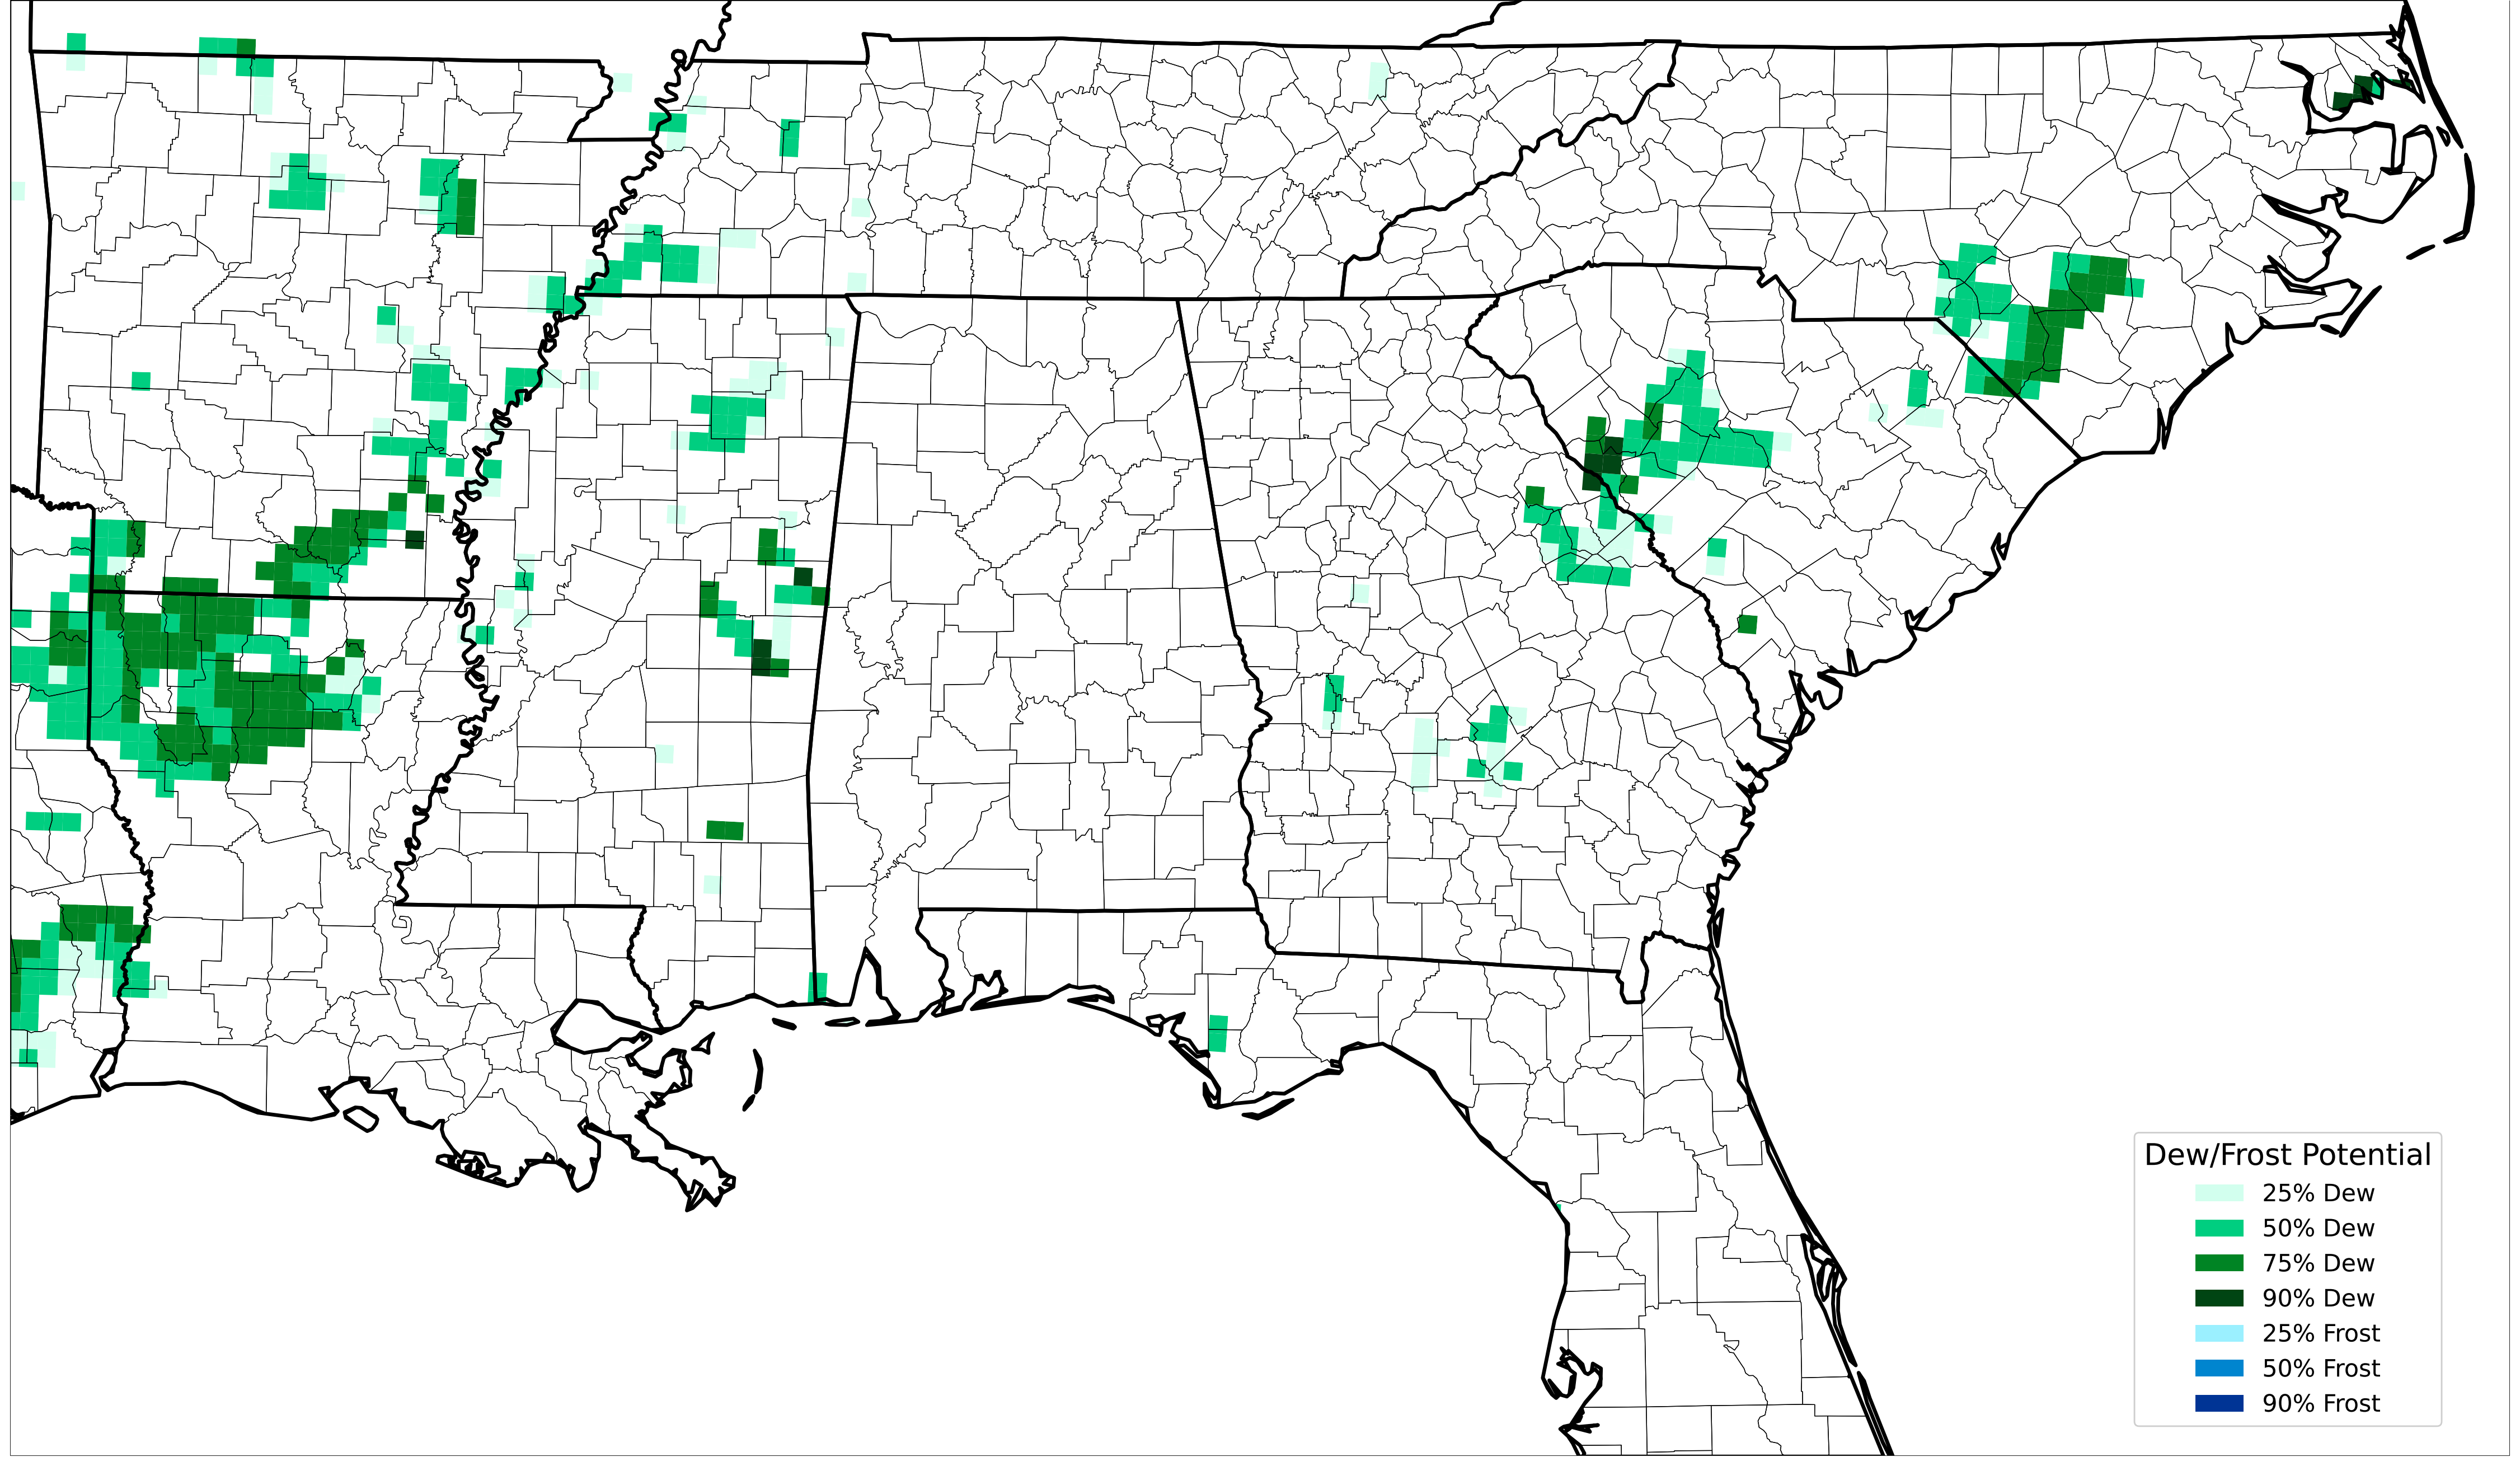 Dew/Frost Potential
25% Dew
50% Dew
75% Dew
90% Dew
25% Frost
50% Frost
90% Frost